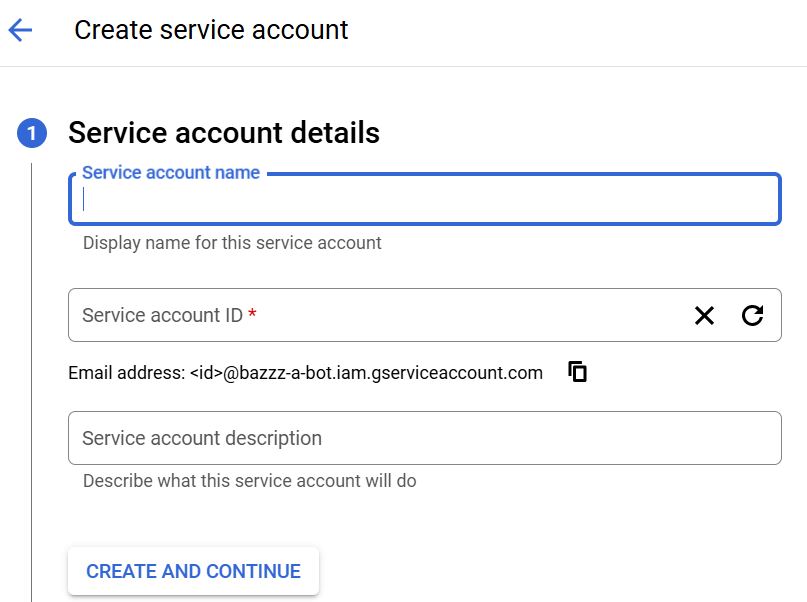 Create service account
1 Service account details
Service account name
Display name for this service account
Service account ID *
Email address: <id>@bazzz-a-bot.iam.gserviceaccount.com
Service account description
Describe what this service account will do
CREATE AND CONTINUE